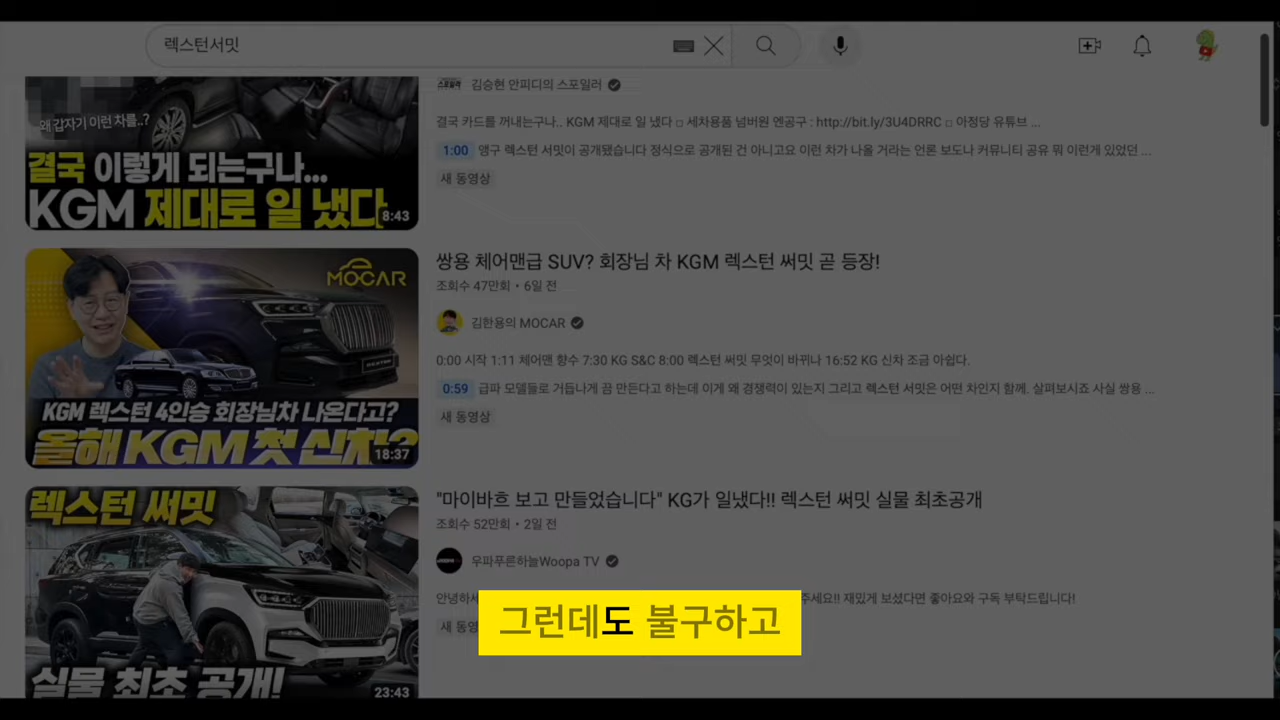 렉스턴서밋
왜 갑자기 이런 차를..?
결국 이렇게 되는구나...
KGM 제대로 일 냈다
8:43
김승현 안피디의 스포일러
결국 카드를 꺼내는구나.. KGM 제대로 일 냈다 □ 세차용품 넘버원 엔공구 : http://bit.ly/3U4DRRC □ 아정당 유튜브 ...
1:00 앵구 렉스턴 서밋이 공개됐습니다 정식으로 공개된 건 아니고요 이런 차가 나올 거라는 언론 보도나 커뮤니티 공유 뭐 이런게 있었던 ...
새 동영상
MOCAR
KGM 렉스턴 4인승 회장님차 나온다고?
올해 KGM 첫 신차?
18:37
쌍용 체어맨급 SUV? 회장님 차 KGM 렉스턴 써밋 곧 등장!
조회수 47만회 • 6일 전
김한용의 MOCAR
0:00 시작 1:11 체어맨 향수 7:30 KG S&C 8:00 렉스턴 써밋 무엇이 바뀌나 16:52 KG 신차 조금 아쉽다.
0:59 급파 모델들로 거듭나게 끔 만든다고 하는데 이게 왜 경쟁력이 있는지 그리고 렉스턴 서밋은 어떤 차인지 함께. 살펴보시죠 사실 쌍용 ...
새 동영상
렉스턴 써밋
실물 최초 공개!
23:43
"마이바흐 보고 만들었습니다" KG가 일냈다!! 렉스턴 써밋 실물 최초공개
조회수 52만회 • 2일 전
우파푸른하늘Woopa TV
안녕하세 주세요!! 재밌게 보셨다면 좋아요와 구독 부탁드립니다!
새 동영
그런데도 불구하고